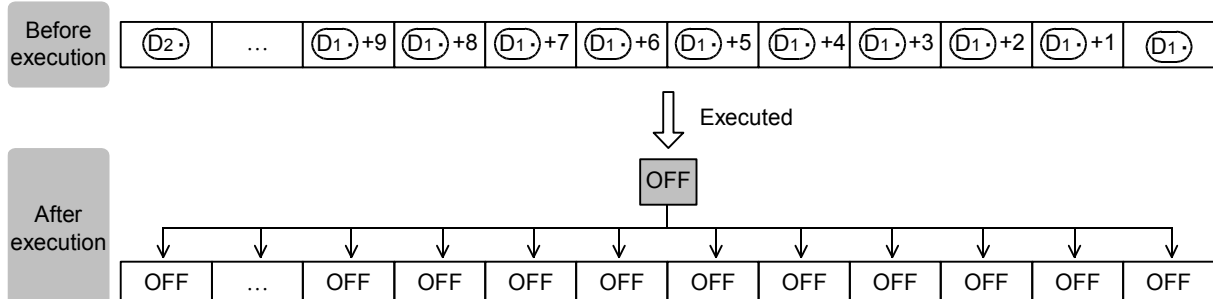 Before
execution
D2· … D1·+9 D1·+8 D1·+7 D1·+6 D1·+5 D1·+4 D1·+3 D1·+2 D1·+1 D1·
Executed
OFF
After
execution
OFF … OFF OFF OFF OFF OFF OFF OFF OFF OFF OFF